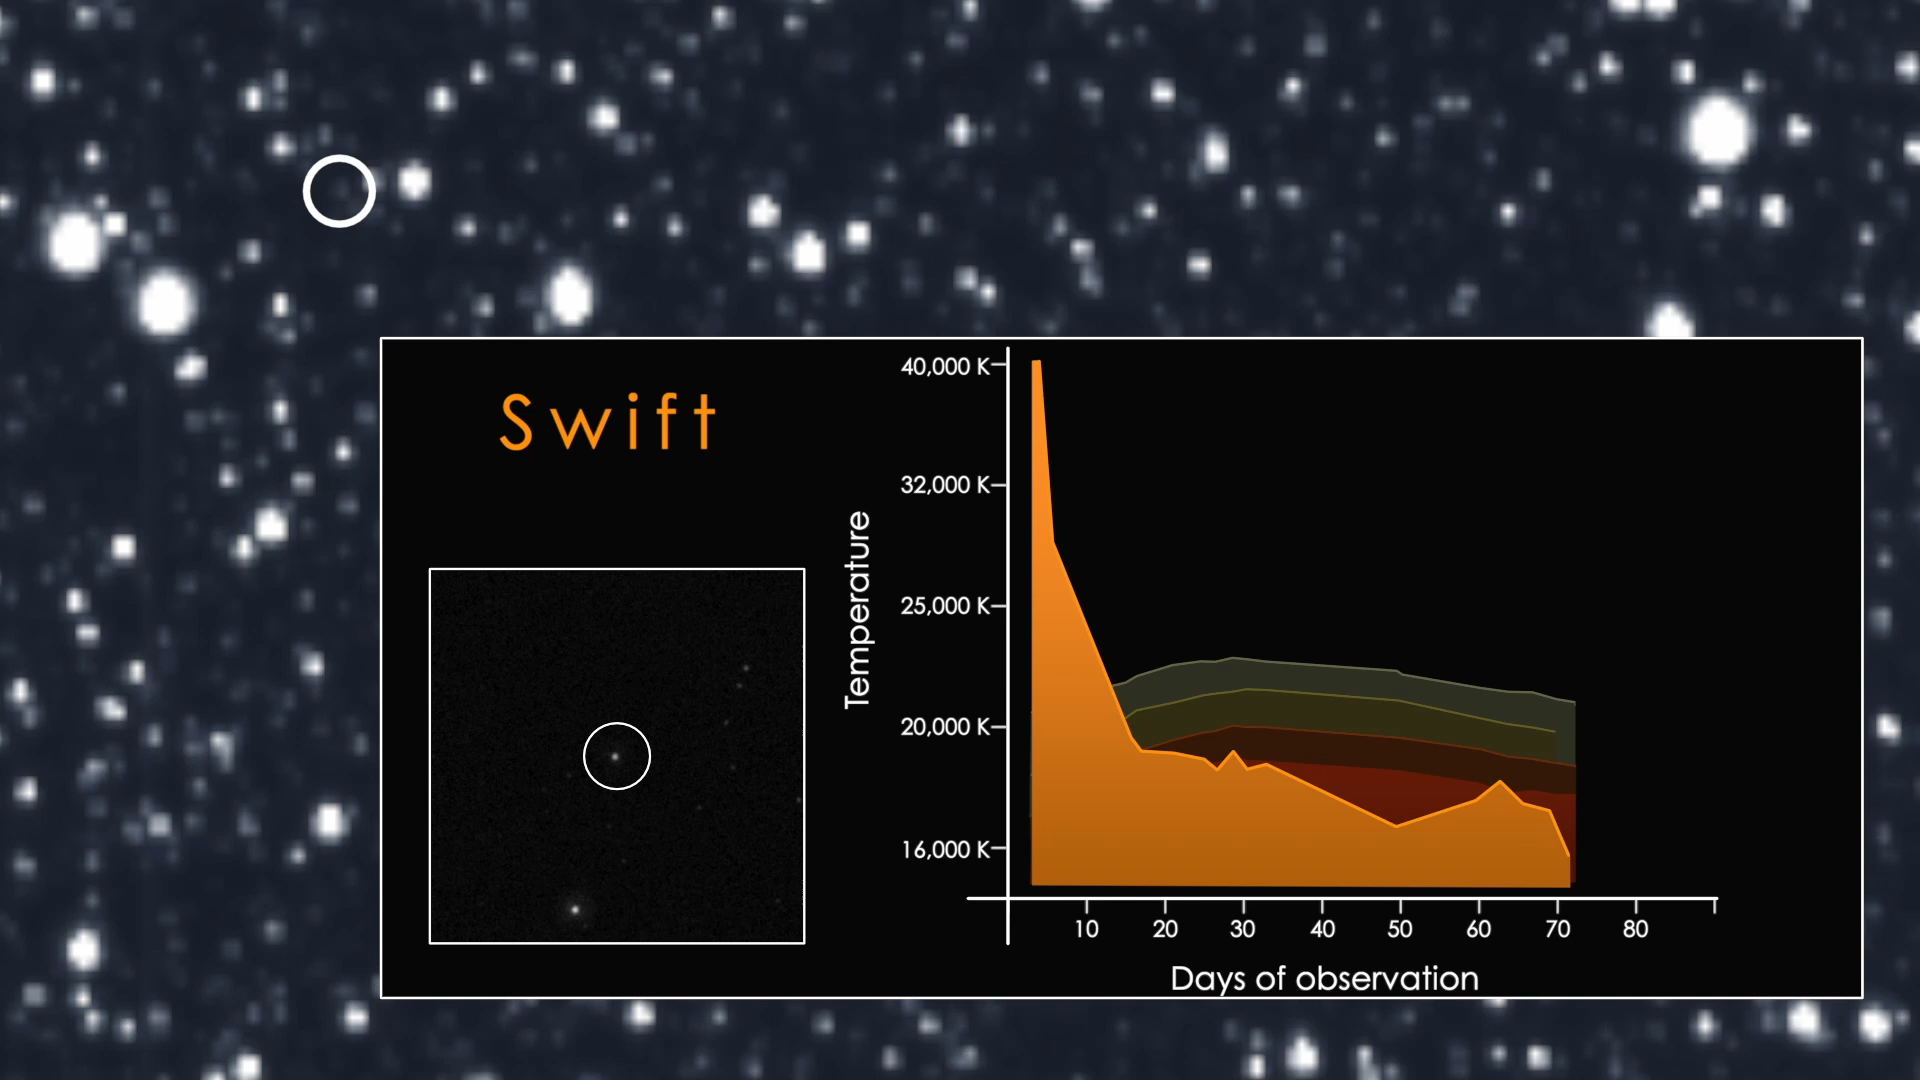 Swift
Temperature
40,000 K
32,000 K
25,000 K
20,000 K
16,000 K
10 20 30 40 50 60 70 80
Days of observation